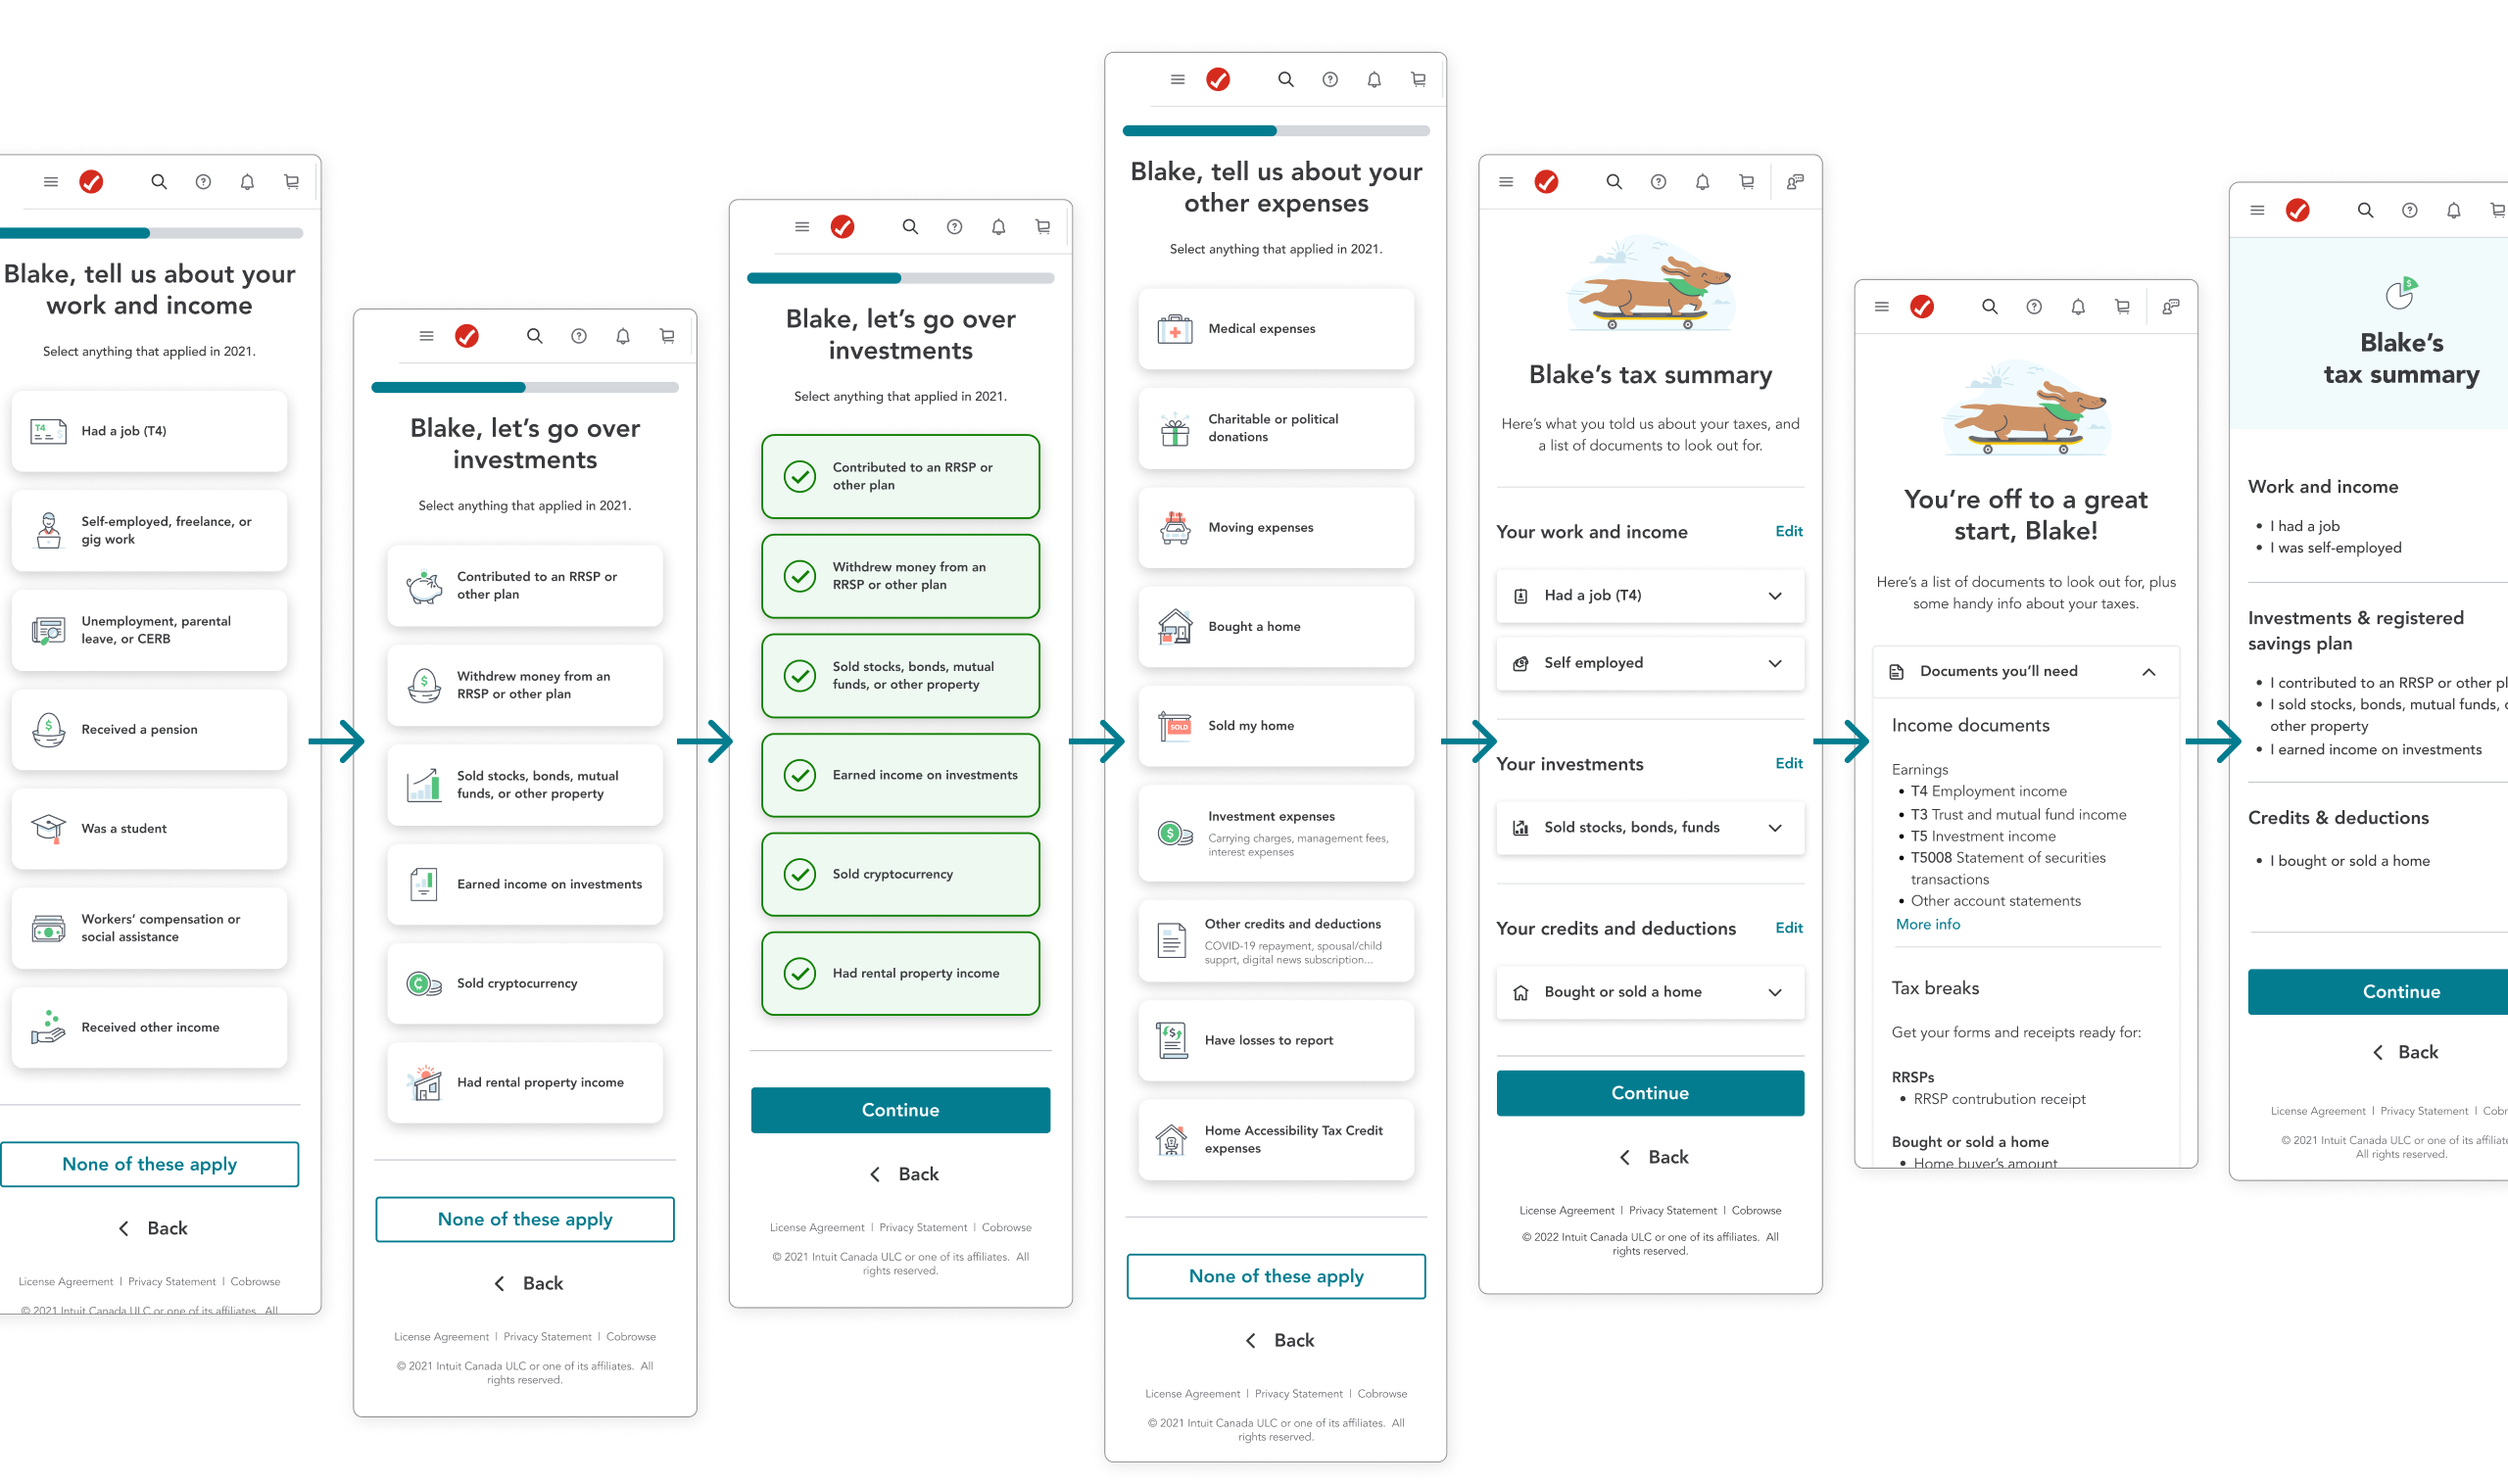 Blake, tell us about your
work and income
Select anything that applied in 2021.
T4
Had a job (T4)
Self-employed, freelance, or
gig work
Unemployment, parental
leave, or CERB
$
Received a pension
Was a student
Workers’ compensation or
social assistance
Received other income
None of these apply
Back
License Agreement | Privacy Statement | Cobrowse
© 2021 Intuit Canada ULC or one of its affiliates. All
Blake, let’s go over
investments
Select anything that applied in 2021.
Contributed to an RRSP or
other plan
$
Withdrew money from an
RRSP or other plan
Sold stocks, bonds, mutual
funds, or other property
Earned income on investments
Sold cryptocurrency
Had rental property income
None of these apply
Back
License Agreement | Privacy Statement | Cobrowse
© 2021 Intuit Canada ULC or one of its affiliates. All
rights reserved.
Blake, let’s go over
investments
Select anything that applied in 2021.
Contributed to an RRSP or
other plan
Withdrew money from an
RRSP or other plan
Sold stocks, bonds, mutual
funds, or other property
Earned income on investments
Sold cryptocurrency
Had rental property income
Continue
Back
License Agreement | Privacy Statement | Cobrowse
© 2021 Intuit Canada ULC or one of its affiliates. All
rights reserved.
Blake, tell us about your
other expenses
Select anything that applied in 2021.
Medical expenses
Charitable or political
donations
Moving expenses
Bought a home
SOLD
Sold my home
$
Investment expenses
Carrying charges, management fees,
interest expenses
Other credits and deductions
COVID-19 repayment, spousal/child
supprt, digital news subscription...
$
Have losses to report
Home Accessibility Tax Credit
expenses
None of these apply
Back
License Agreement | Privacy Statement | Cobrowse
© 2021 Intuit Canada ULC or one of its affiliates. All
rights reserved.
Blake’s tax summary
Here’s what you told us about your taxes, and
a list of documents to look out for.
Your work and income Edit
Had a job (T4)
Self employed
Your investments Edit
Sold stocks, bonds, funds
Your credits and deductions Edit
Bought or sold a home
Continue
Back
License Agreement | Privacy Statement | Cobrowse
© 2022 Intuit Canada ULC or one of its affiliates. All
rights reserved.
You’re off to a great
start, Blake!
Here’s a list of documents to look out for, plus
some handy info about your taxes.
Documents you’ll need
Income documents
Earnings
• T4 Employment income
• T3 Trust and mutual fund income
• T5 Investment income
• T5008 Statement of securities
transactions
• Other account statements
More info
Tax breaks
Get your forms and receipts ready for:
RRSPs
• RRSP contrubution receipt
Bought or sold a home
• Home buyer’s amount
$
Blake’s
tax summary
Work and income
• I had a job
• I was self-employed
Investments & registered
savings plan
• I contributed to an RRSP or other pl
• I sold stocks, bonds, mutual funds,
other property
• I earned income on investments
Credits & deductions
• I bought or sold a home
Continue
Back
License Agreement | Privacy Statement | Cobr
© 2021 Intuit Canada ULC or one of its affiliate
All rights reserved.